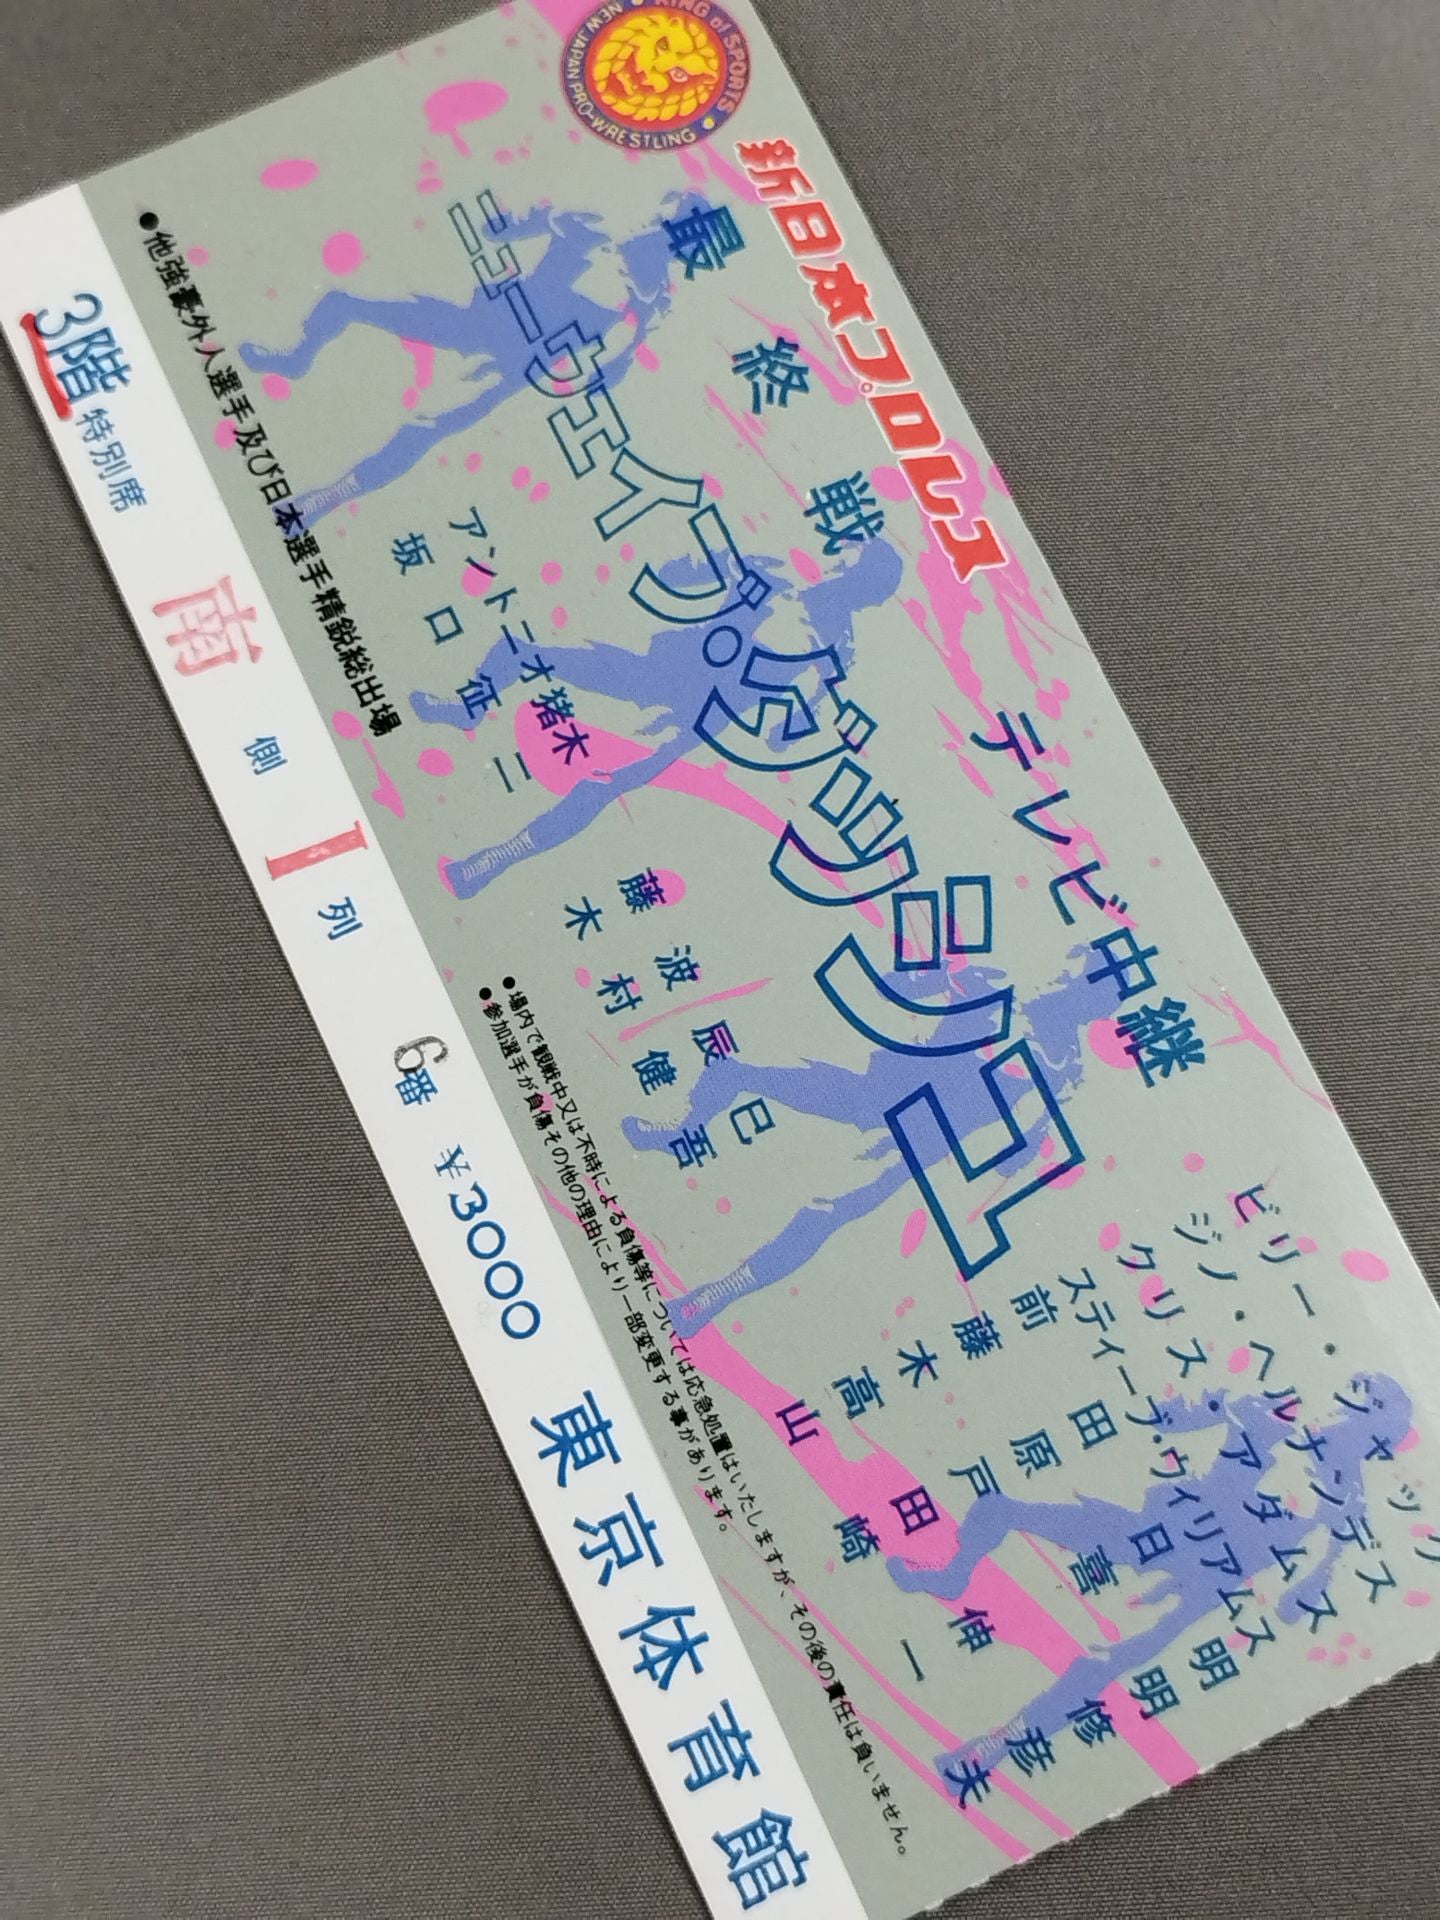 KING of SPORTS
NEW JAPAN PRO-WRESTLING
新日本プロレス
最終戦
テレビ中継
ニューウェイブ・ダッシュ
アントニオ猪木
坂口征二
藤波辰巳
木村健吾
ビリー・ジャック
ジノ・ヘルナンデス
クリス・アダムス
スティーブ・ウィリアムス
前田日明
藤原喜明
木戸修
高田伸彦
山崎一夫
●他強豪外人選手及び日本選手精鋭総出場
●場内で観戦中又は不時による負傷等については応急処置はいたしますが、その後の責任は負いません。
●参加選手が負傷その他の理由により一部変更する事があります。
3階特別席 南側 1列 6番 ¥3000 東京体育館